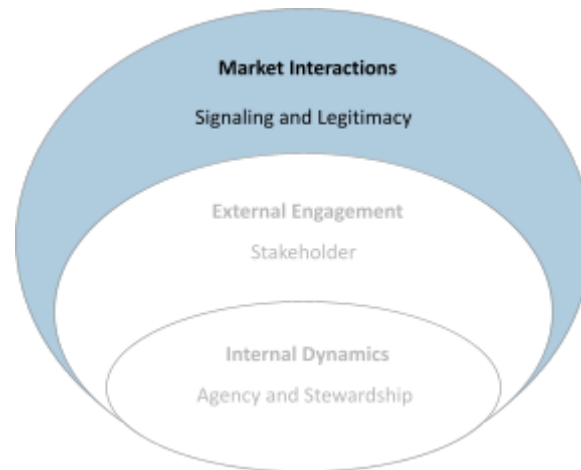 Market Interactions
Signaling and Legitimacy
External Engagement
Stakeholder
Internal Dynamics
Agency and Stewardship